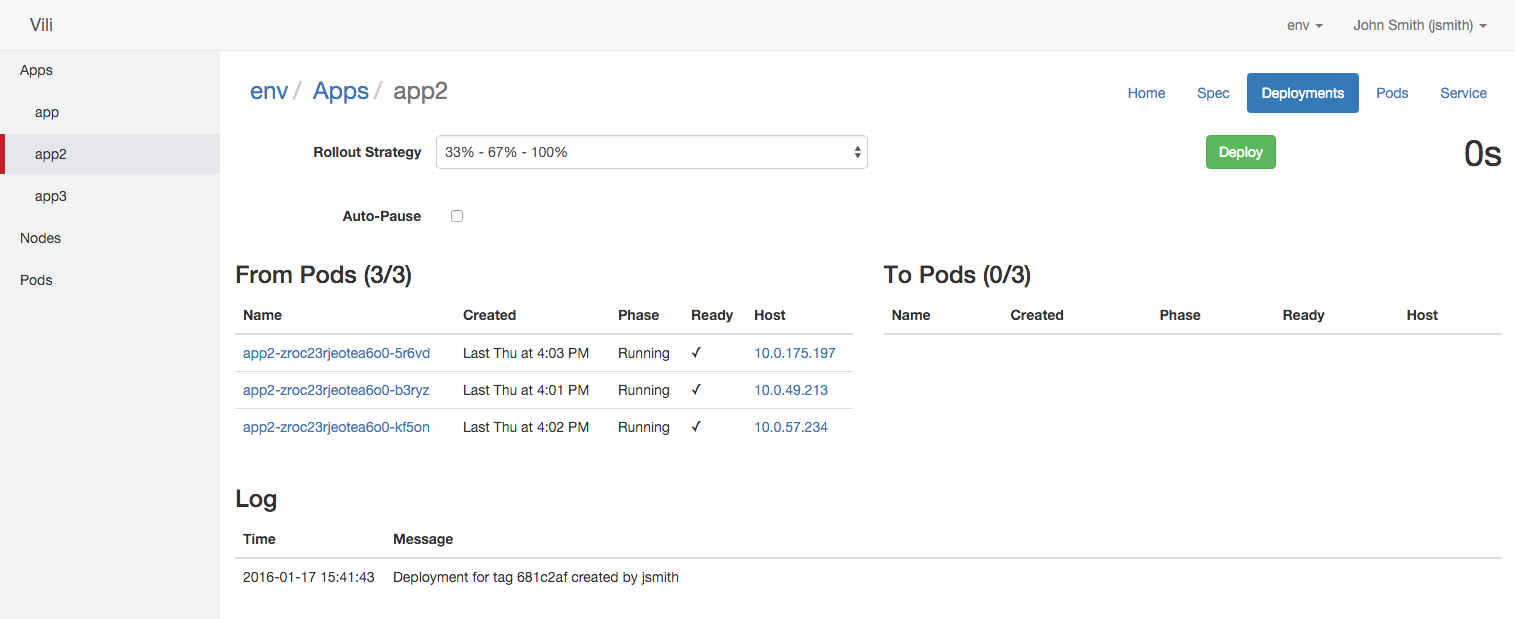 Vili
env
John Smith (jsmith)
Apps
app
app2
app3
Nodes
Pods
env / Apps / app2
Home Spec Deployments Pods Service
Rollout Strategy 33% - 67% - 100% Deploy 0s
Auto-Pause
From Pods (3/3)
Name Created Phase Ready Host
app2-zroc23rjeotea6o0-5r6vd Last Thu at 4:03 PM Running ✓ 10.0.175.197
app2-zroc23rjeotea6o0-b3ryz Last Thu at 4:01 PM Running ✓ 10.0.49.213
app2-zroc23rjeotea6o0-kf5on Last Thu at 4:02 PM Running ✓ 10.0.57.234
To Pods (0/3)
Name Created Phase Ready Host
Log
Time Message
2016-01-17 15:41:43 Deployment for tag 681c2af created by jsmith